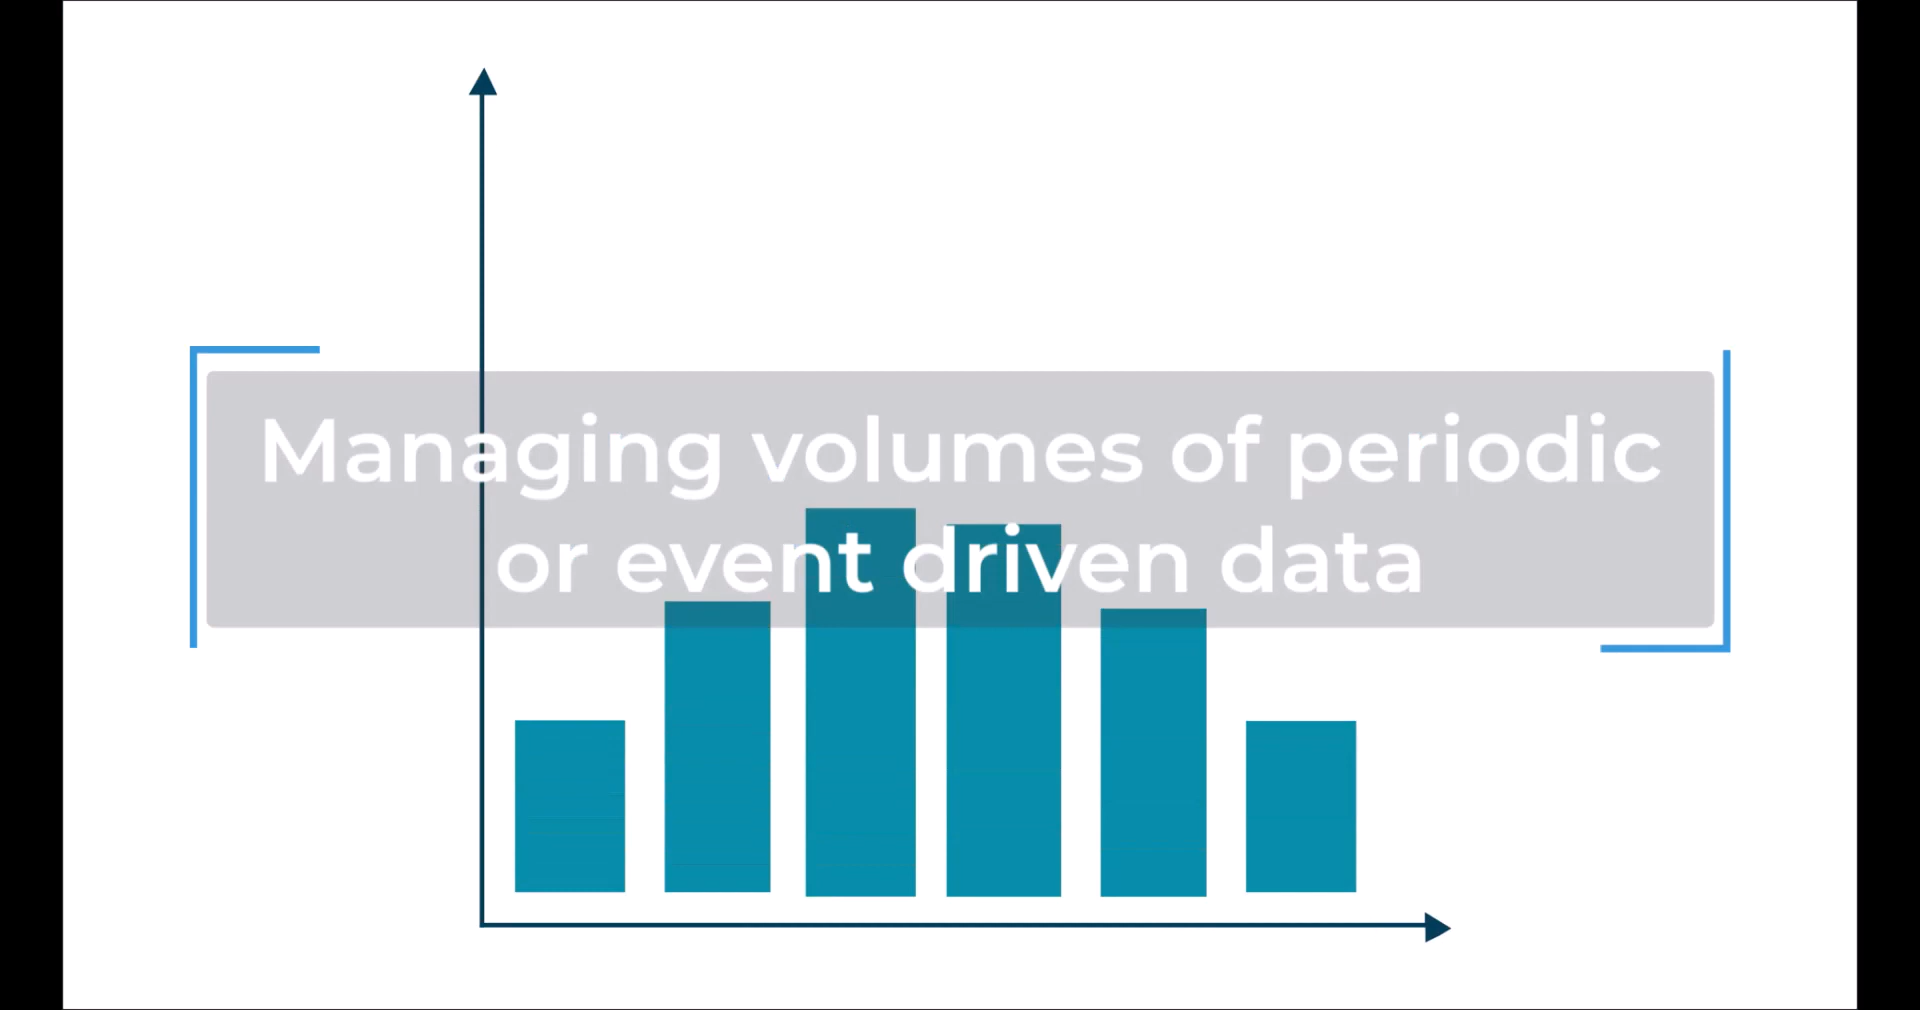 Managing volumes of periodic
or event driven data